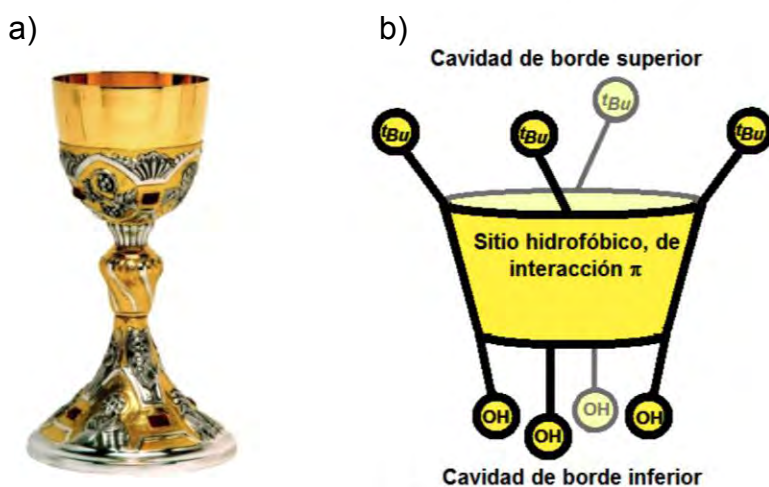 a)
b)
Cavidad de borde superior
tBu
tBu
tBu
tBu
Sitio hidrofóbico, de
interacción π
OH
OH
OH
OH
Cavidad de borde inferior